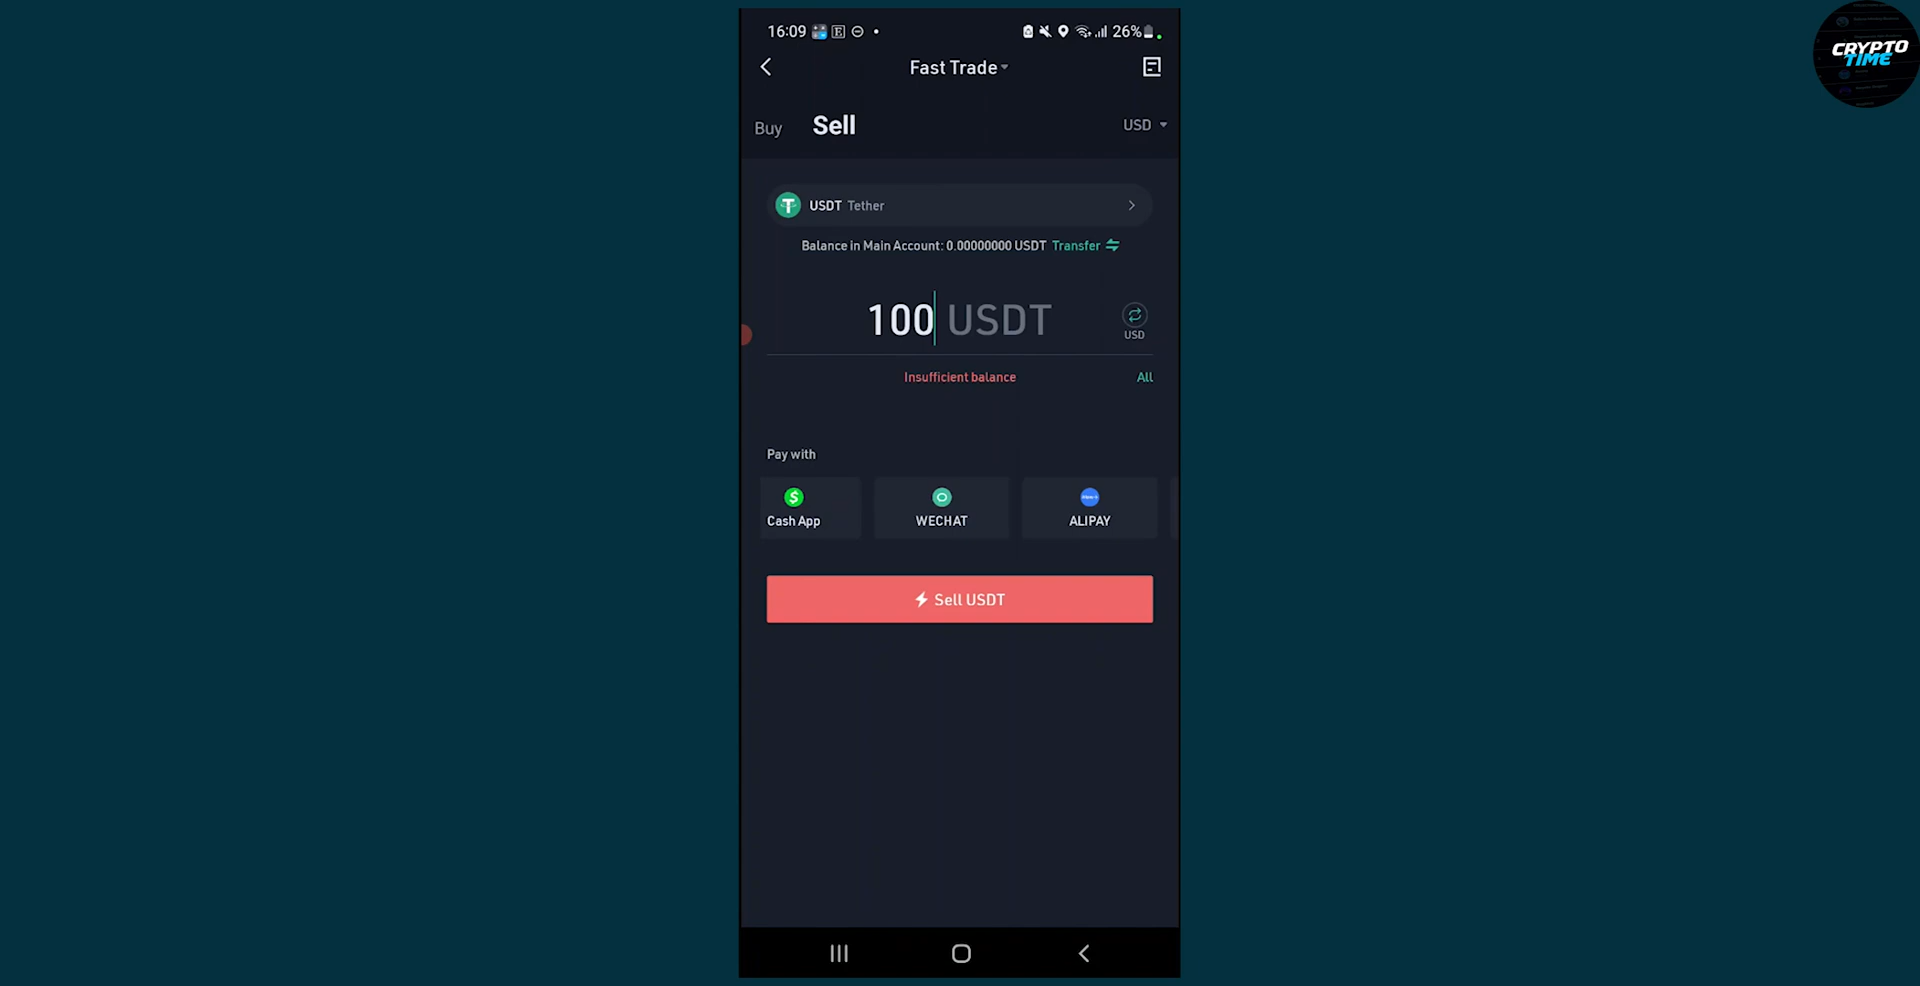 16:09 26%
Fast Trade
Buy Sell USD
USDT Tether
Balance in Main Account: 0.00000000 USDT Transfer
100 USDT
USD
Insufficient balance All
Pay with
Cash App WECHAT ALIPAY
Sell USDT
CRYPTO
TIME